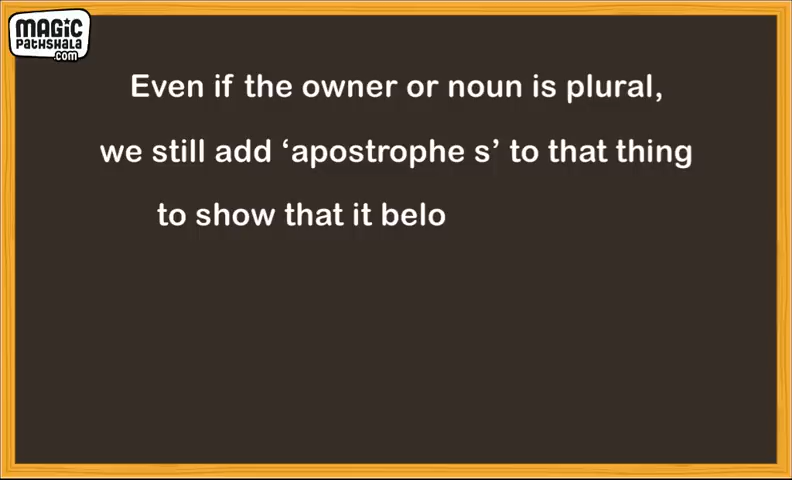 MAGIC
PATHSHALA
.com
Even if the owner or noun is plural,
we still add ‘apostrophe s’ to that thing
to show that it belo